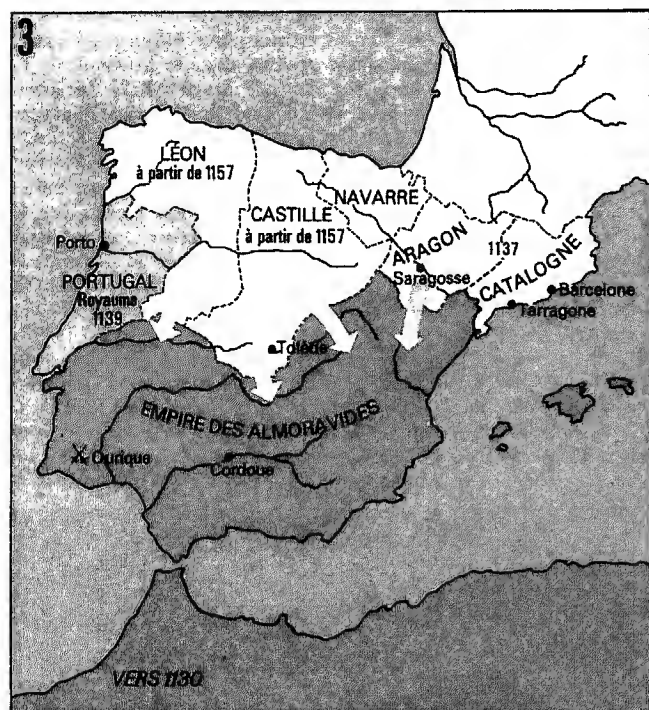 3
LÉON
à partir de 1157
NAVARRE
CASTILLE
à partir de 1157
ARAGON
1137
CATALOGNE
Porto
Saragosse
Barcelone
Tarragone
PORTUGAL
Royaume
1139
Tolède
EMPIRE DES ALMORAVIDES
Ourique
Cordoue
VERS 1130